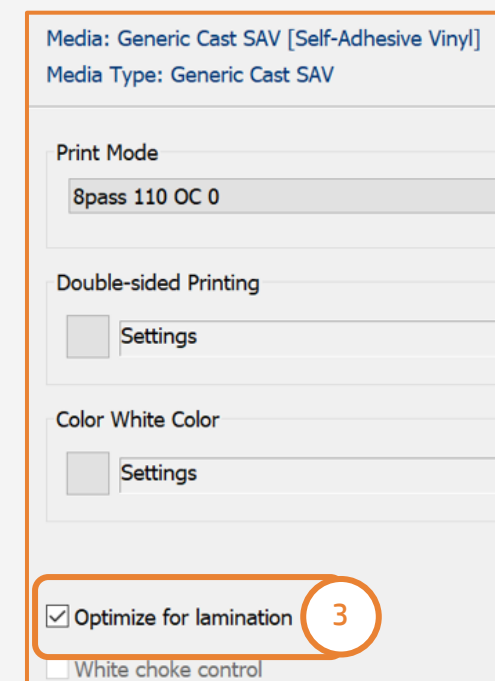 Media: Generic Cast SAV [Self-Adhesive Vinyl]
Media Type: Generic Cast SAV
Print Mode
8pass 110 OC 0
Double-sided Printing
Settings
Color White Color
Settings
Optimize for lamination 3
White choke control